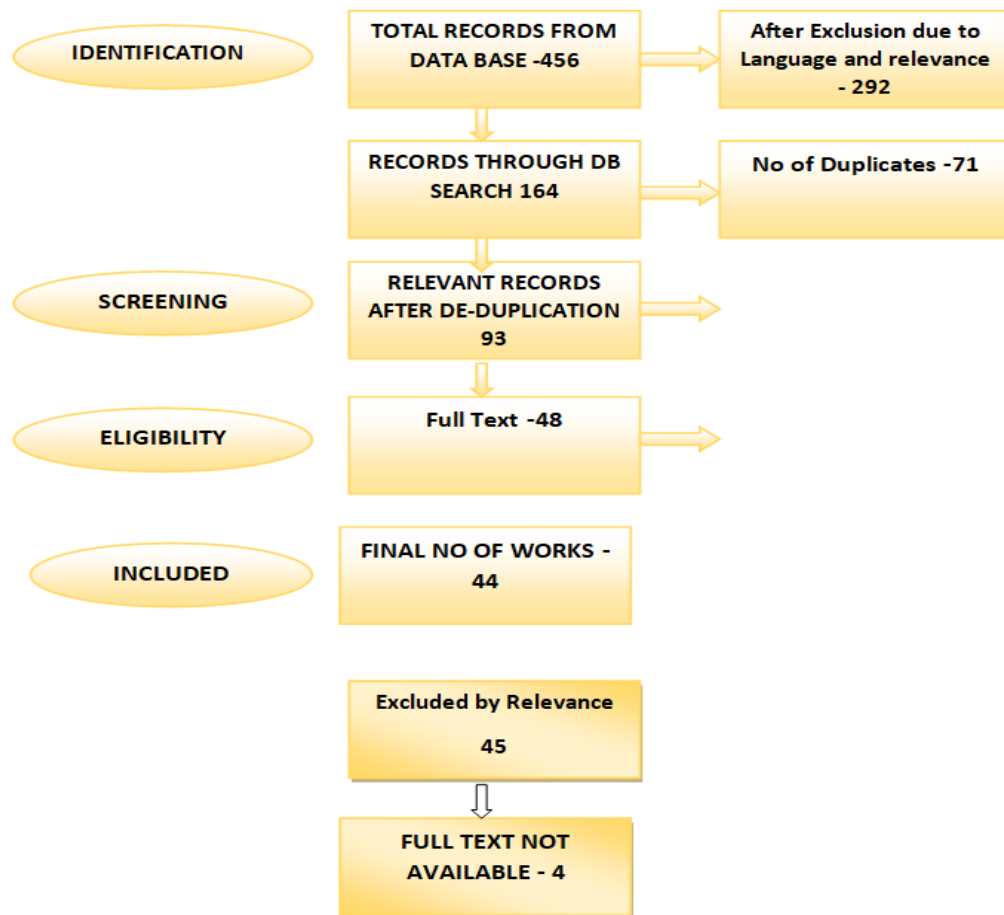 IDENTIFICATION
TOTAL RECORDS FROM
DATA BASE -456
After Exclusion due to
Language and relevance
- 292
RECORDS THROUGH DB
SEARCH 164
No of Duplicates -71
SCREENING
RELEVANT RECORDS
AFTER DE-DUPLICATION
93
ELIGIBILITY
Full Text -48
INCLUDED
FINAL NO OF WORKS -
44
Excluded by Relevance
45
FULL TEXT NOT
AVAILABLE - 4